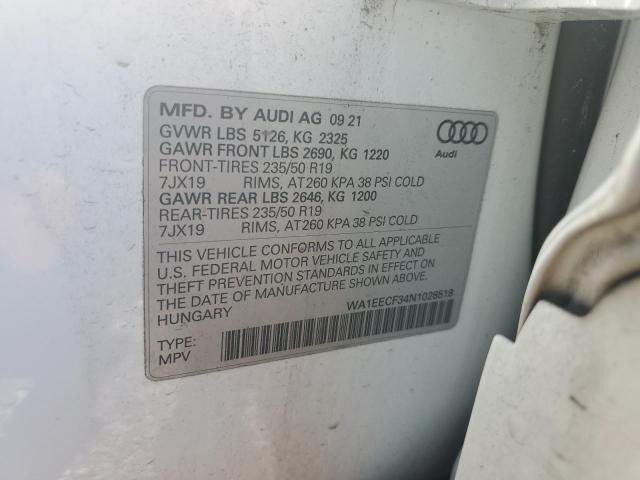 MFD. BY AUDI AG 09 21
GVWR LBS 5126, KG 2325
GAWR FRONT LBS 2690, KG 1220
FRONT-TIRES 235/50 R19
7JX19 RIMS, AT260 KPA 38 PSI COLD
GAWR REAR LBS 2646, KG 1200
REAR-TIRES 235/50 R19
7JX19 RIMS, AT260 KPA 38 PSI COLD
THIS VEHICLE CONFORMS TO ALL APPLICABLE
U.S. FEDERAL MOTOR VEHICLE SAFETY AND
THEFT PREVENTION STANDARDS IN EFFECT ON
THE DATE OF MANUFACTURE SHOWN ABOVE.
HUNGARY
WA1EECF34N1028618
TYPE:
MPV
Audi